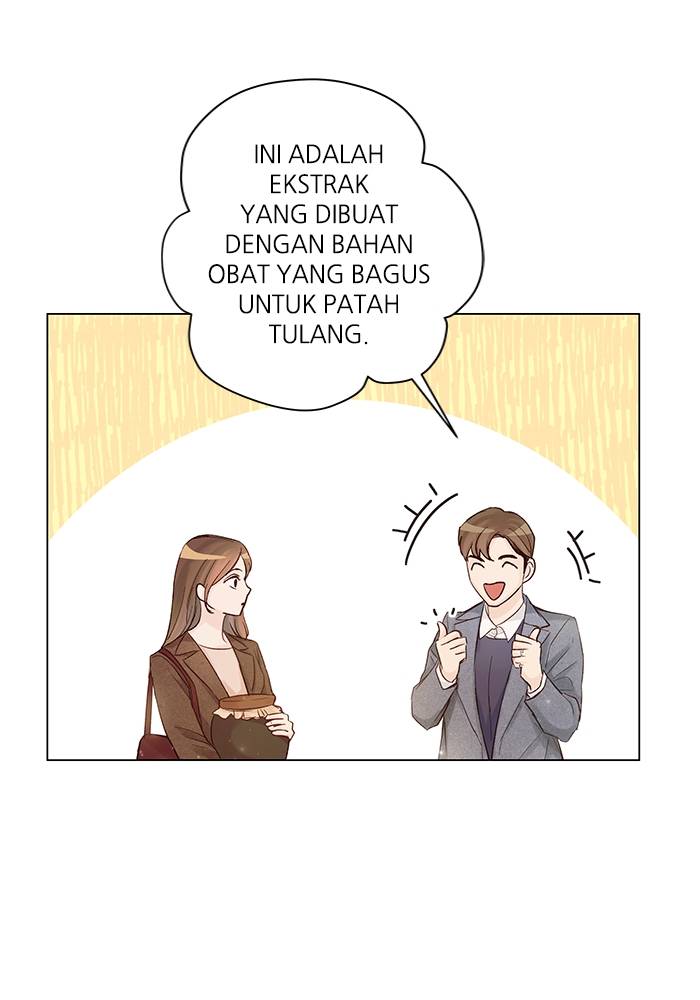 INI ADALAH
EKSTRAK
YANG DIBUAT
DENGAN BAHAN
OBAT YANG BAGUS
UNTUK PATAH
TULANG.